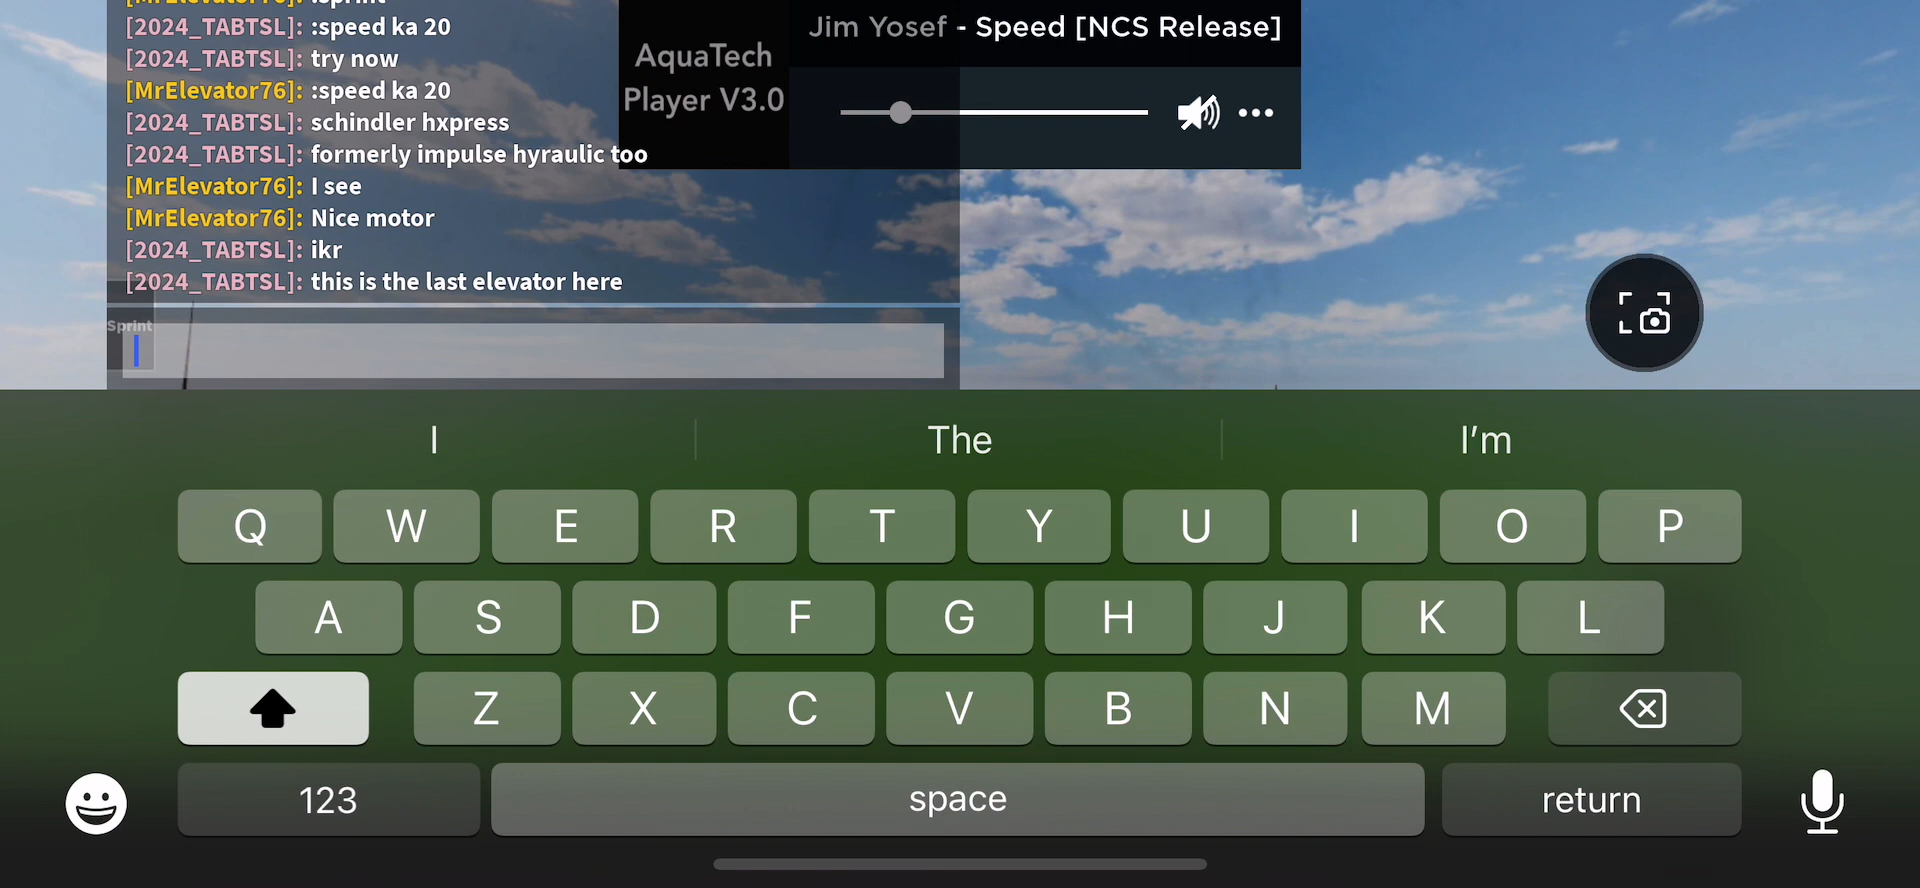 [MrElevator76]: :sprint
[2024_TABTSL]: :speed ka 20
[2024_TABTSL]: try now
[MrElevator76]: :speed ka 20
[2024_TABTSL]: schindler hxpress
[2024_TABTSL]: formerly impulse hyraulic too
[MrElevator76]: I see
[MrElevator76]: Nice motor
[2024_TABTSL]: ikr
[2024_TABTSL]: this is the last elevator here
Sprint
AquaTech
Player V3.0
Jim Yosef - Speed [NCS Release]
I The I’m
Q W E R T Y U I O P
A S D F G H J K L
Z X C V B N M
123 space return